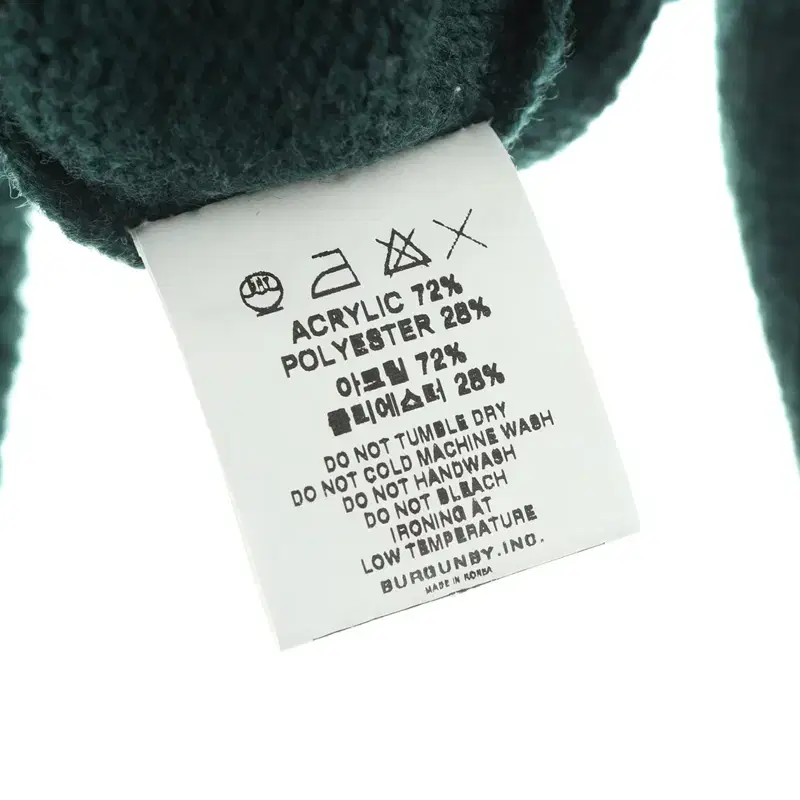 ACRYLIC 72%
POLYESTER 28%
아크릴 72%
폴리에스터 28%
DO NOT TUMBLE DRY
DO NOT COLD MACHINE WASH
DO NOT HANDWASH
DO NOT BLEACH
IRONING AT
LOW TEMPERATURE
BURGUNDY.INC.
MADE IN KOREA